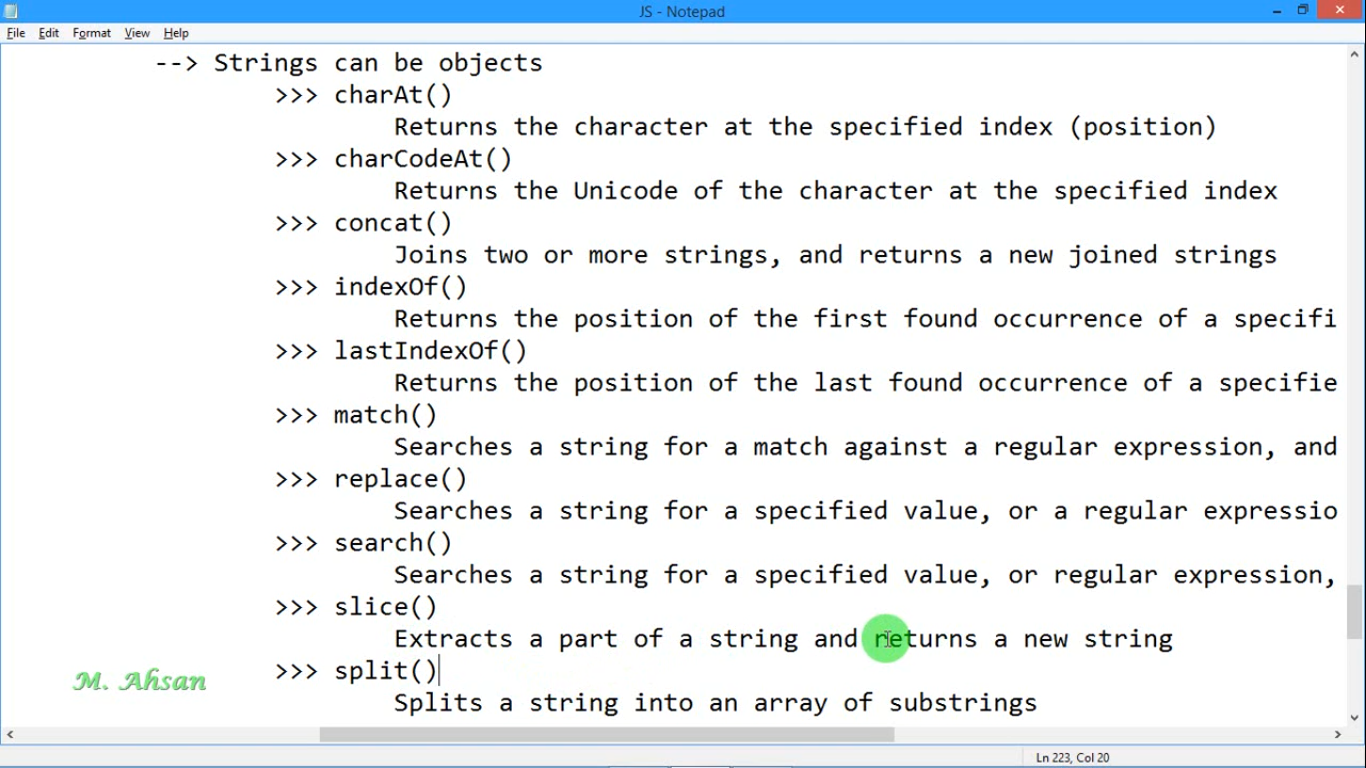 JS - Notepad
File Edit Format View Help
--> Strings can be objects
>>> charAt()
Returns the character at the specified index (position)
>>> charCodeAt()
Returns the Unicode of the character at the specified index
>>> concat()
Joins two or more strings, and returns a new joined strings
>>> indexOf()
Returns the position of the first found occurrence of a specifi
>>> lastIndexOf()
Returns the position of the last found occurrence of a specifie
>>> match()
Searches a string for a match against a regular expression, and
>>> replace()
Searches a string for a specified value, or a regular expressio
>>> search()
Searches a string for a specified value, or regular expression,
>>> slice()
Extracts a part of a string and returns a new string
>>> split()
M. Ahsan
Splits a string into an array of substrings
Ln 223, Col 20